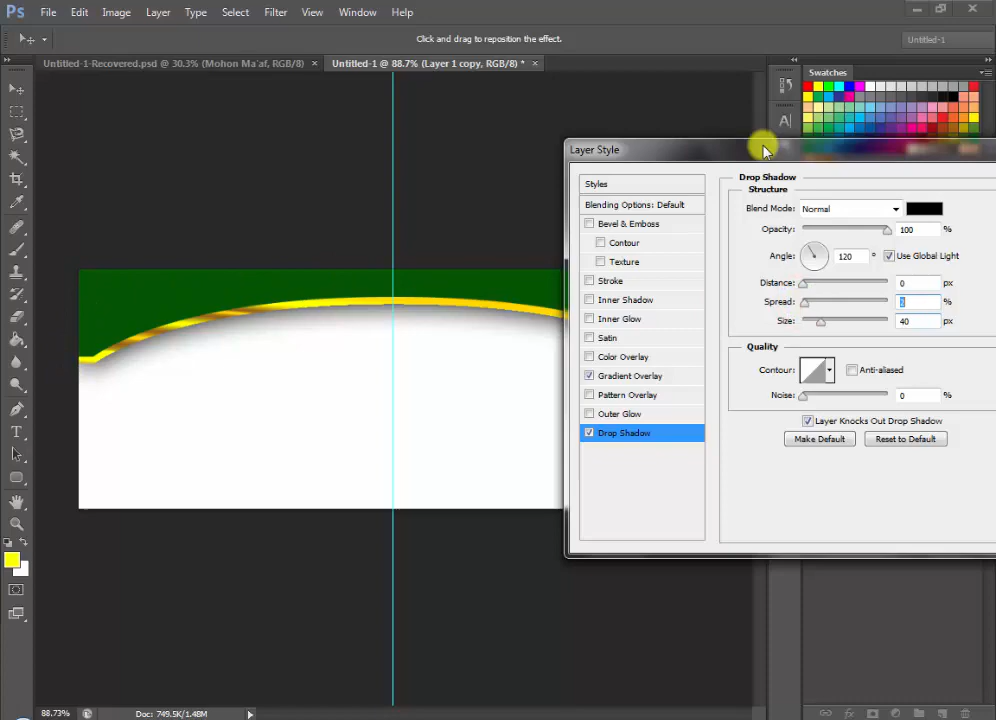 Ps File Edit Image Layer Type Select Filter View Window Help
Click and drag to reposition the effect.
Untitled-1
Untitled-1-Recovered.psd @ 30.3% (Mohon Ma'af, RGB/8) ×
Untitled-1 @ 88.7% (Layer 1 copy, RGB/8) * ×
Swatches
A
Layer Style
Styles
Blending Options: Default
Bevel & Emboss
Contour
Texture
Stroke
Inner Shadow
Inner Glow
Satin
Color Overlay
Gradient Overlay
Pattern Overlay
Outer Glow
Drop Shadow
Drop Shadow
Structure
Blend Mode: Normal
Opacity: 100 %
Angle: 120 ° Use Global Light
Distance: 0 px
Spread: 2 %
Size: 40 px
Quality
Contour: Anti-aliased
Noise: 0 %
Layer Knocks Out Drop Shadow
Make Default Reset to Default
T
88.73% Doc: 749.5K/1.48M
fx